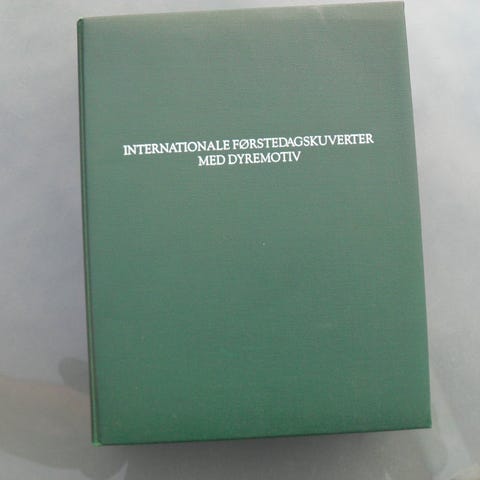 INTERNATIONALE FØRSTEDAGSKUVERTER
MED DYREMOTIV